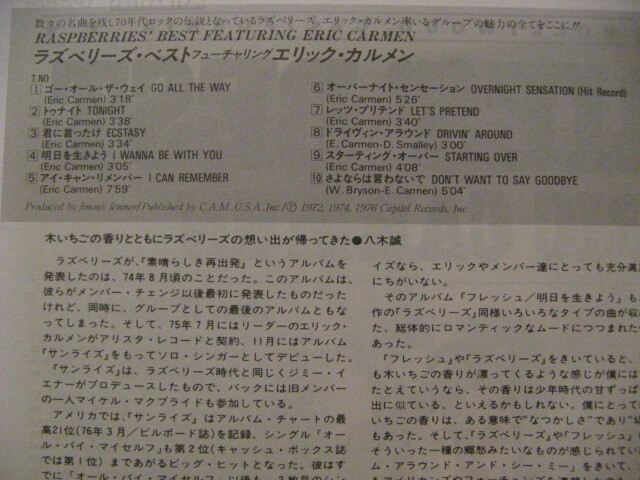 数々の名曲を残し70年代ロックの伝説となっているラズベリーズ。エリック・カルメン率いるグループの魅力の全てをここに!!
RASPBERRIES' BEST FEATURING ERIC CARMEN
ラズベリーズ・ベストフューチャリングエリック・カルメン
T.NO
1 ゴー・オール・ザ・ウェイ GO ALL THE WAY
(Eric Carmen) 3'18"
2 トゥナイト TONIGHT
(Eric Carmen) 3'38"
3 君に首ったけ ECSTASY
(Eric Carmen) 3'34"
4 明日を生きよう I WANNA BE WITH YOU
(Eric Carmen) 3'05"
5 アイ・キャン・リメンバー I CAN REMEMBER
(Eric Carmen) 7'59"
6 オーバーナイト・センセーション OVERNIGHT SENSATION (Hit Record)
(Eric Carmen) 5'26"
7 レッツ・プリテンド LET'S PRETEND
(Eric Carmen) 3'40"
8 ドライヴィン・アラウンド DRIVIN' AROUND
(E. Carmen-D. Smalley) 3'00"
9 スターティング・オーバー STARTING OVER
(Eric Carmen) 4'08"
10 さよならは言わないで DON'T WANT TO SAY GOODBYE
(W. Bryson-E. Carmen) 5'04"
Produced by Jimmy Ienner/Published by C.A.M.,U.S.A.,Inc./Ⓟ 1972, 1974, 1976 Capitol Records, Inc.
木いちごの香りとともにラズベリーズの想い出が帰ってきた●八木誠
ラズベリーズが、『素晴らしき再出発』というアルバムを
発表したのは、74年8月頃のことだった。このアルバムは、
彼らがメンバー・チェンジ以後最初に発表したものだった
けれど、同時に、グループとしての最後のアルバムともな
ってしまった。そして、75年7月にはリーダーのエリック・
カルメンがアリスタ・レコードと契約、11月にはアルバム
『サンライズ』をもってソロ・シンガーとしてデビューした。
『サンライズ』は、ラズベリーズ時代と同じくジミー・イ
エナーがプロデュースしたもので、バックには旧メンバー
の一人マイケル・マクブライドも参加している。
アメリカでは、『サンライズ』はアルバム・チャートの最
高21位(76年3月/ビルボード誌)を記録、シングル「オー
ル・バイ・マイセルフ」も第2位(キャッシュ・ボックス誌
では第1位)まであがるビッグ・ヒットとなった。彼はす
でに「オール・バイ・マイセルフ」以後も、2枚目のシン
イズなら、エリックやメンバー達にとっても充分満
にちがいない。
そのアルバム『フレッシュ/明日を生きよう』も
作の『ラズベリーズ』同様いろいろなタイプの曲が収
た、総体的にロマンティックなムードにつつまれた
あった。
『フレッシュ』や『ラズベリーズ』をきいていると、
も木いちごの香りが漂ってくるような感じが僕には
たとえていうなら、その香りは少年時代の甘ずっぱ
出に似ている、といえるかもしれない。僕にとって
いちごの香りは、ある意味で"なつかしさ"であり
もあった。そして、『ラズベリーズ』や『フレッシュ』
そういった一種の郷愁みたいなものが感じられてい
ム・アラウンド・アンド・シー・ミー」をきいて、